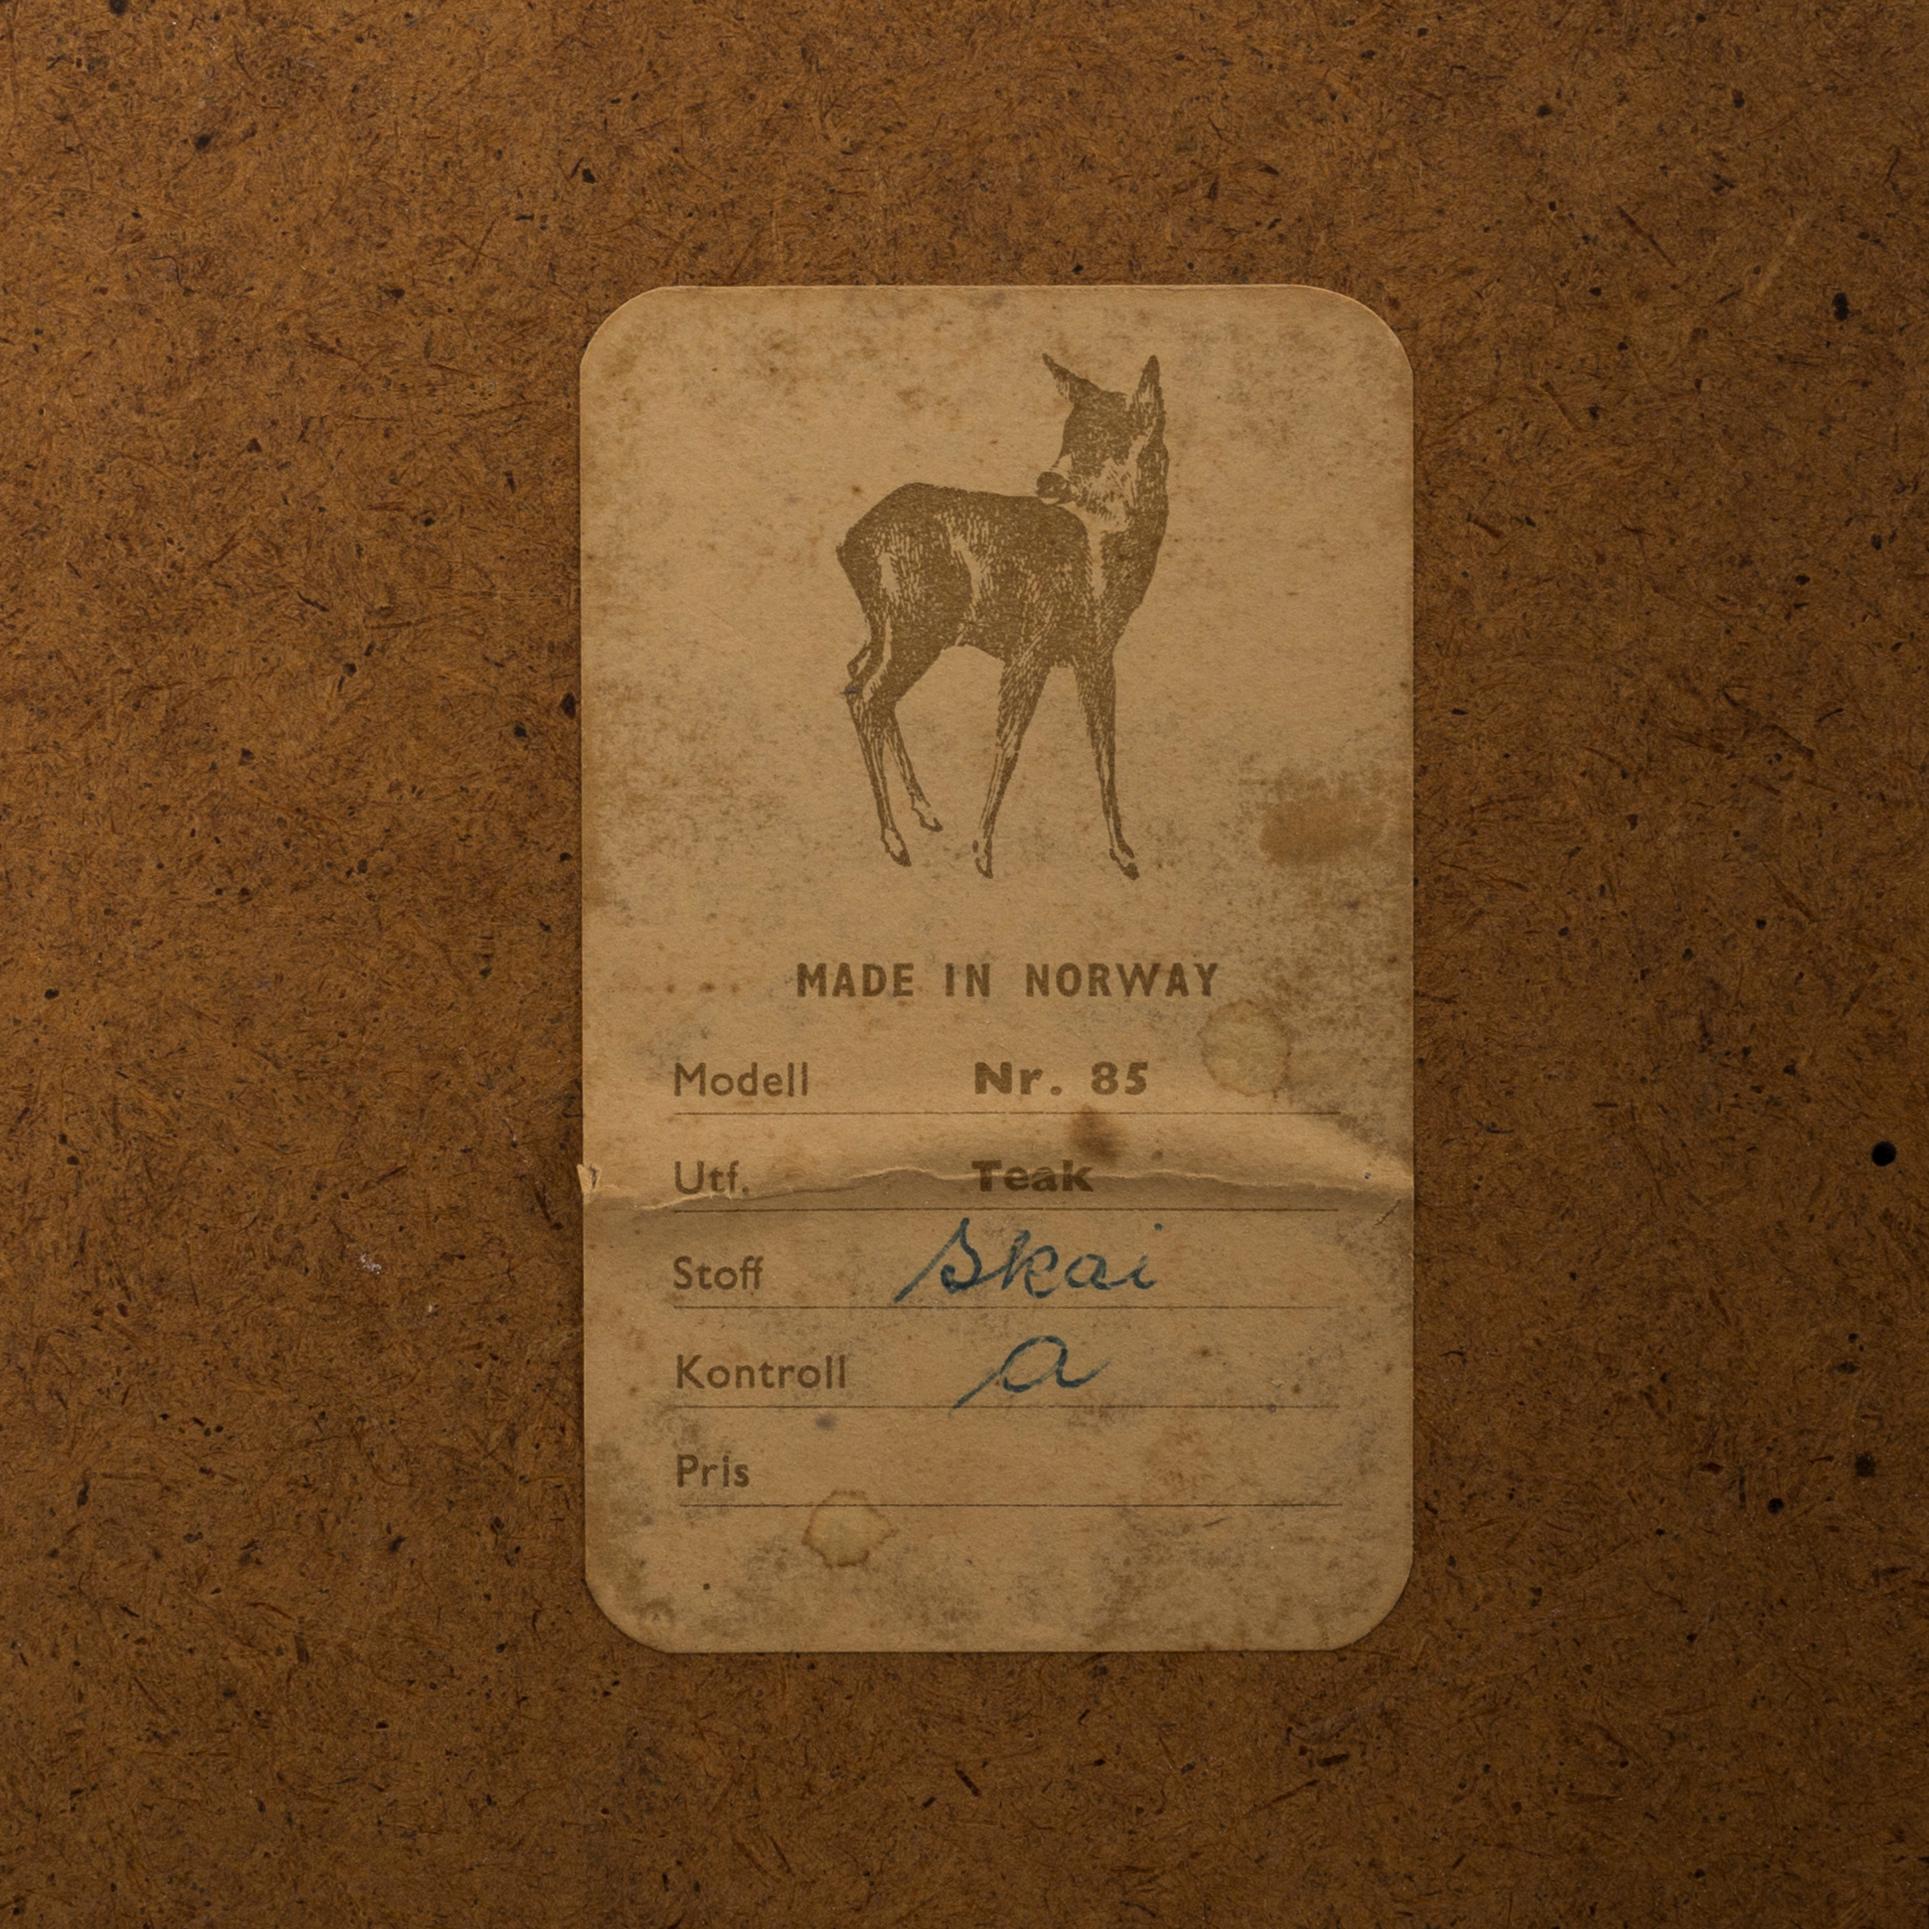 MADE IN NORWAY
Modell Nr. 85
Utf. Teak
Stoff Skai
Kontroll a
Pris